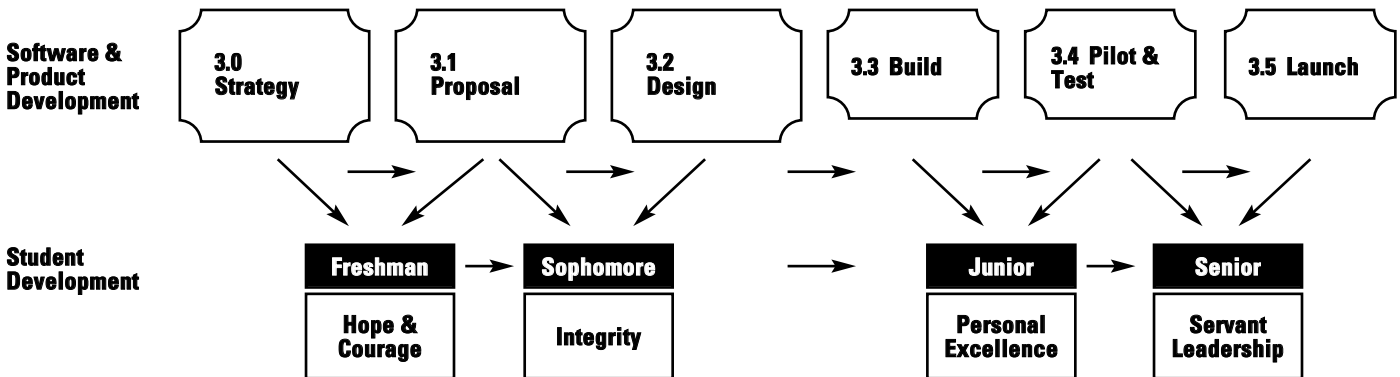 Software &
Product
Development
3.0
Strategy
3.1
Proposal
3.2
Design
3.3 Build
3.4 Pilot &
Test
3.5 Launch
Student
Development
Freshman
Sophomore
Junior
Senior
Hope &
Courage
Integrity
Personal
Excellence
Servant
Leadership